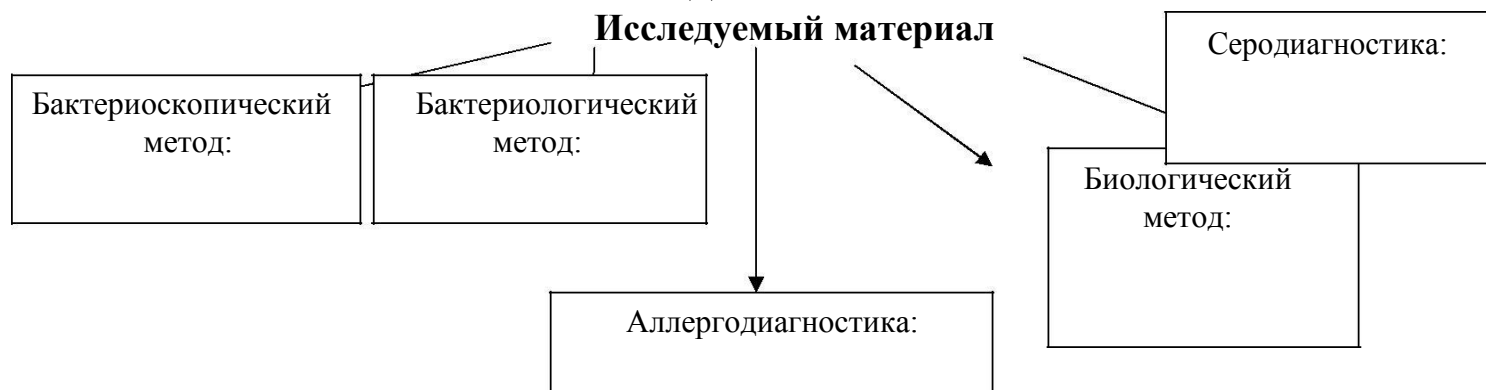 Исследуемый материал
Серодиагностика:
Бактериоскопический
метод:
Бактериологический
метод:
Биологический
метод:
Аллергодиагностика: